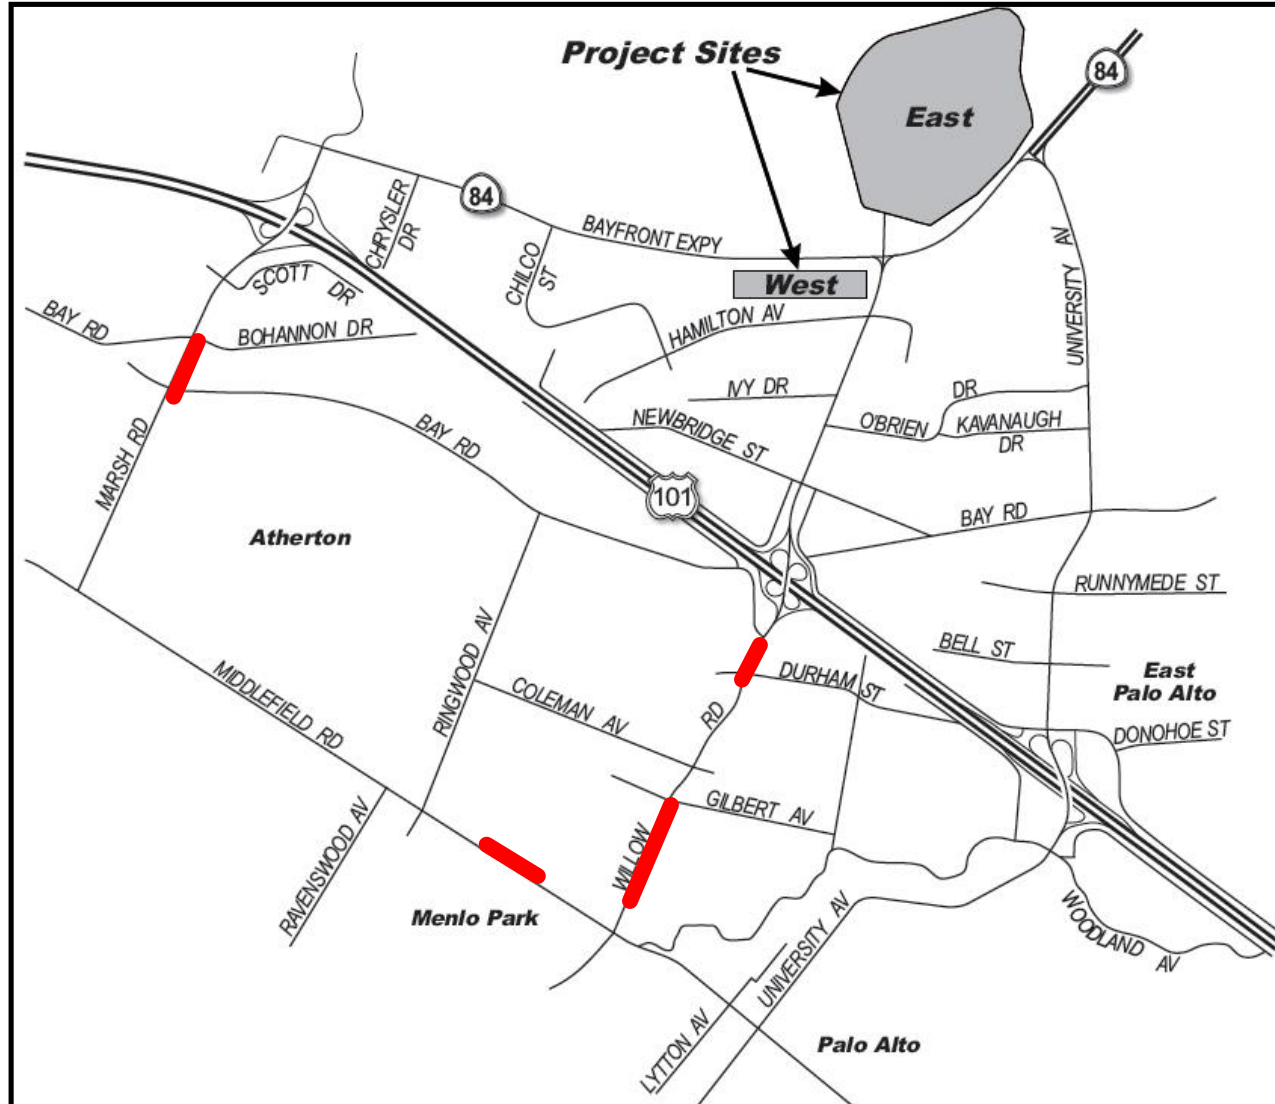 Project Sites
84
East
84
CHRYSLER
DR
BAYFRONT EXPY
UNIVERSITY AV
CHILCO
ST
West
SCOTT DR
BAY RD
BOHANNON DR
HAMILTON AV
IVY DR
DR
NEWBRIDGE ST
O'BRIEN
KAVANAUGH
DR
BAY RD
MARSH RD
101
BAY RD
Atherton
RUNNYMEDE ST
BELL ST
East
Palo Alto
RINGWOOD AV
MIDDLEFIELD RD
COLEMAN AV
DURHAM ST
WILLOW RD
DONOHOE ST
GILBERT AV
RAVENSWOOD AV
Menlo Park
UNIVERSITY AV
WOODLAND AV
LYTTON AV
Palo Alto